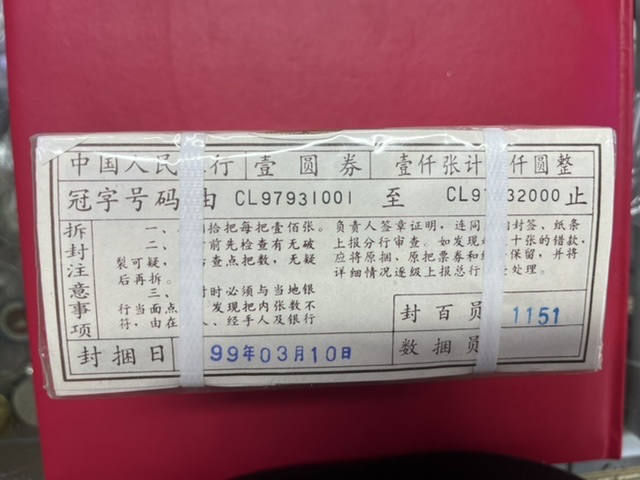 中国人民 行 壹圆券 壹仟张计 仟圆整
冠字号码由 CL97931001 至 CL97 32000 止
拆封注意事项
一、 拾把每把壹佰张。
二、 前先检查有无破
裂可疑， 查点把数，无疑
后再拆。
三、 时必须与当地银
行当面点 发现把内张数不
符，由在 人、经手人及银行
负责人签章证明，连同 封签、纸条
上报分行审查。如发现 十张的借款，
应将原捆、原把票券和 保留，并将
详细情况逐级上报总行 处理。
封百员 1151
封捆日 99年03月10日 数捆员